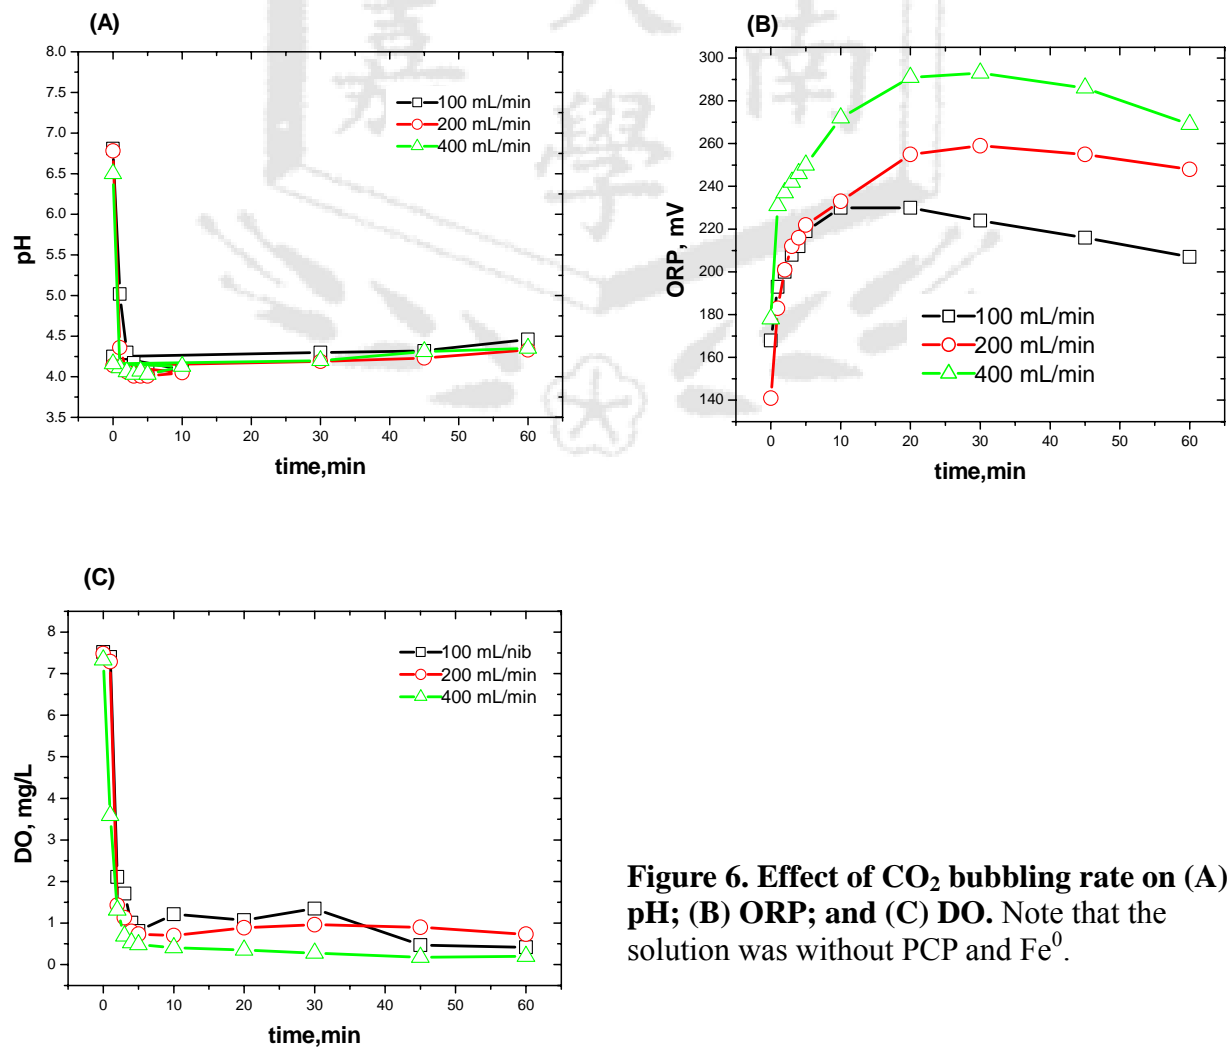 (A)
8.0
7.5
7.0
6.5
6.0
5.5
5.0
4.5
4.0
3.5
pH
100 mL/min
200 mL/min
400 mL/min
0 10 20 30 40 50 60
time,min
(B)
300
280
260
240
220
200
180
160
140
ORP, mV
100 mL/min
200 mL/min
400 mL/min
0 10 20 30 40 50 60
time,min
(C)
8
7
6
5
4
3
2
1
0
DO, mg/L
100 mL/nib
200 mL/min
400 mL/min
0 10 20 30 40 50 60
time,min
Figure 6. Effect of CO₂ bubbling rate on (A)
pH; (B) ORP; and (C) DO. Note that the
solution was without PCP and Fe⁰.
嘉
學
南